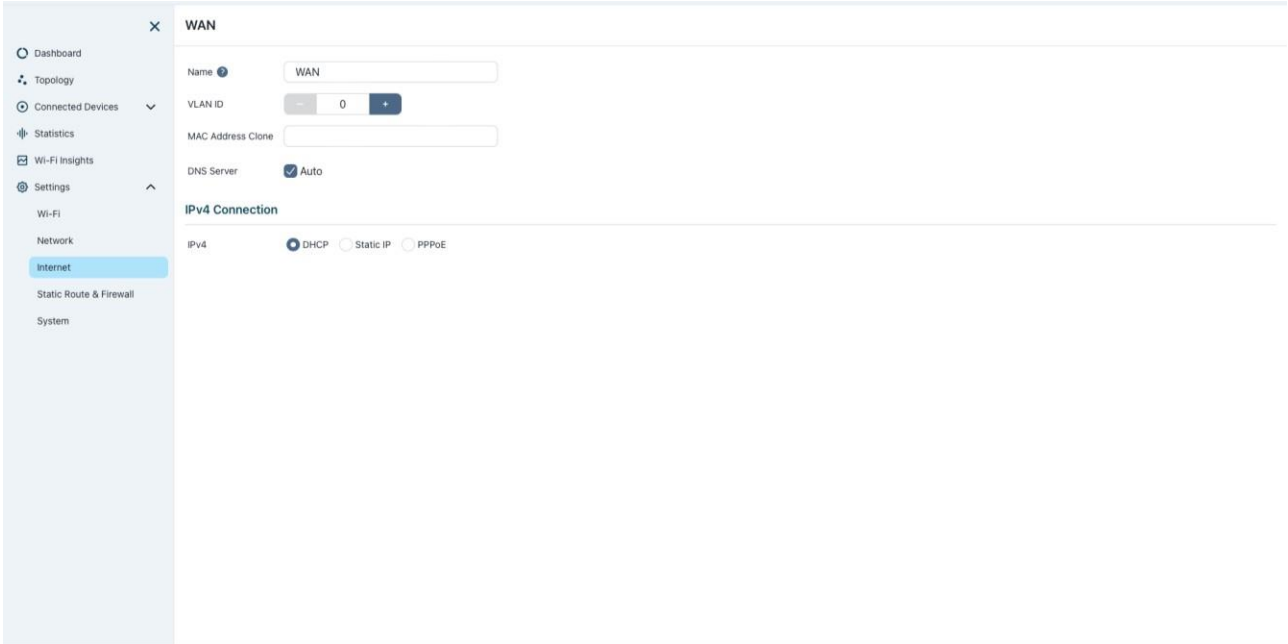 WAN
Dashboard
Topology
Connected Devices
Statistics
Wi-Fi Insights
Settings
Wi-Fi
Network
Internet
Static Route & Firewall
System
Name ? WAN
VLAN ID - 0 +
MAC Address Clone
DNS Server Auto
IPv4 Connection
IPv4 DHCP Static IP PPPoE